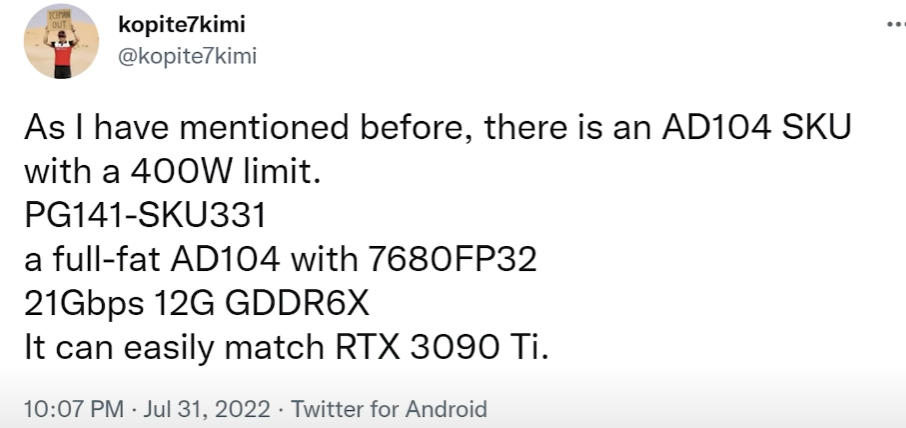 ICEMAN
OUT
kopite7kimi
@kopite7kimi
As I have mentioned before, there is an AD104 SKU
with a 400W limit.
PG141-SKU331
a full-fat AD104 with 7680FP32
21Gbps 12G GDDR6X
It can easily match RTX 3090 Ti.
10:07 PM · Jul 31, 2022 · Twitter for Android